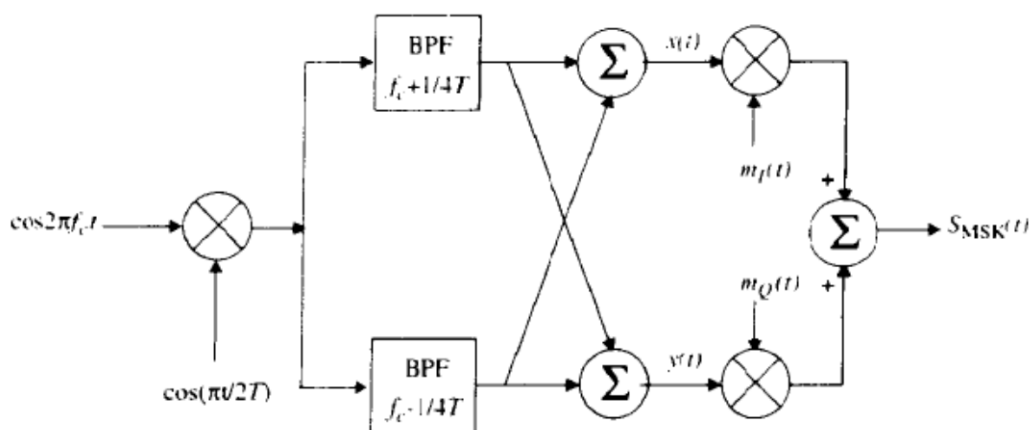 BPF
f_c+1/4T
Σ
x(t)
m_I(t)
+
cos2πf_c t
Σ
S_MSK(t)
cos(πt/2T)
m_Q(t)
+
BPF
f_c-1/4T
Σ
y(t)